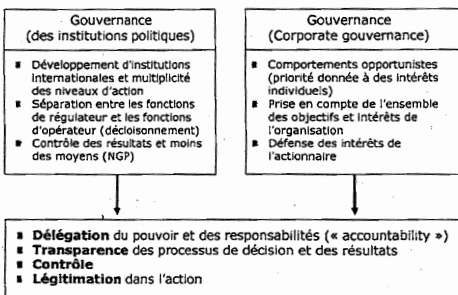 Gouvernance
(des institutions politiques)
■ Développement d'institutions
internationales et multiplicité
des niveaux d'action
■ Séparation entre les fonctions
de régulateur et les fonctions
d'opérateur (décloisonnement)
■ Contrôle des résultats et moins
des moyens (NGP)
Gouvernance
(Corporate gouvernance)
■ Comportements opportunistes
(priorité donnée à des intérêts
individuels)
■ Prise en compte de l'ensemble
des objectifs et intérêts de
l'organisation
■ Défense des intérêts de
l'actionnaire
■ Délégation du pouvoir et des responsabilités (« accountability »)
■ Transparence des processus de décision et des résultats
■ Contrôle
■ Légitimation dans l'action